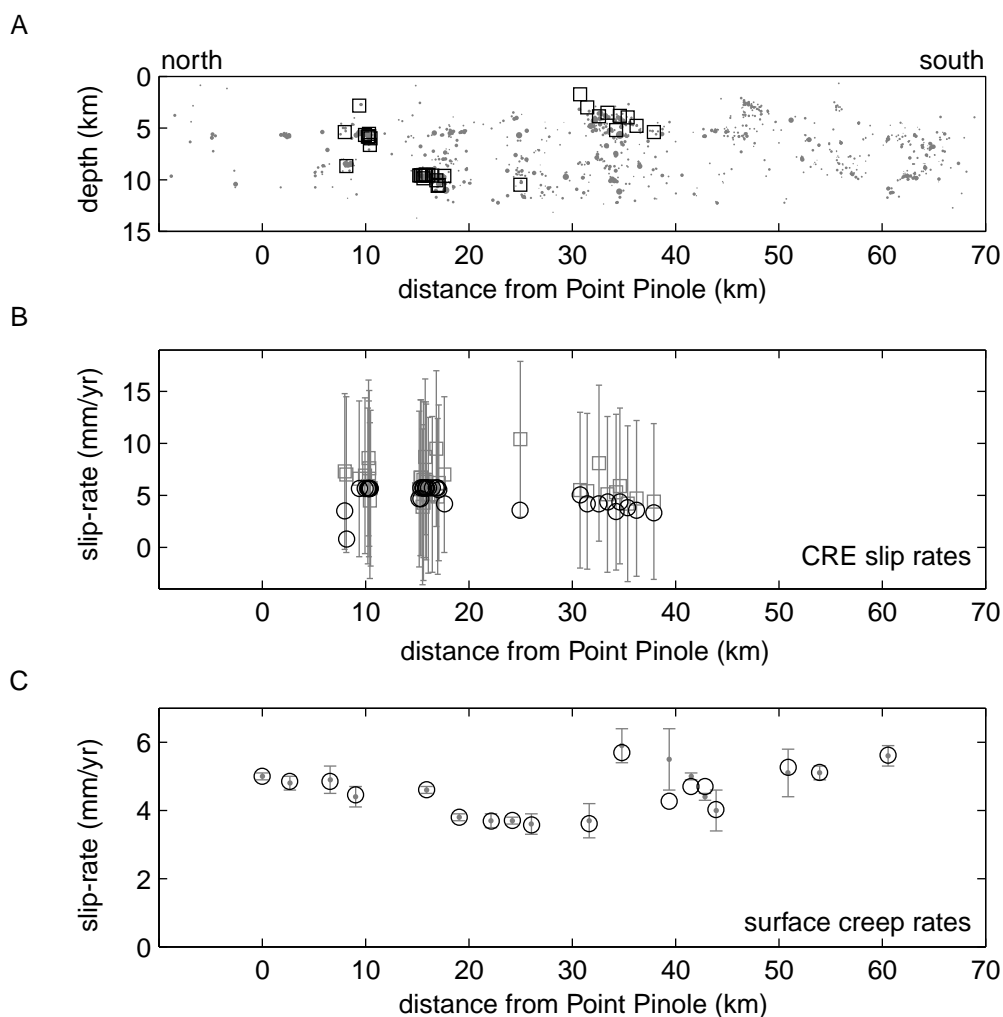 A
north south
0
5
10
15
depth (km)
0 10 20 30 40 50 60 70
distance from Point Pinole (km)
B
15
10
5
0
slip-rate (mm/yr)
CRE slip rates
0 10 20 30 40 50 60 70
distance from Point Pinole (km)
C
6
4
2
0
slip-rate (mm/yr)
surface creep rates
0 10 20 30 40 50 60 70
distance from Point Pinole (km)